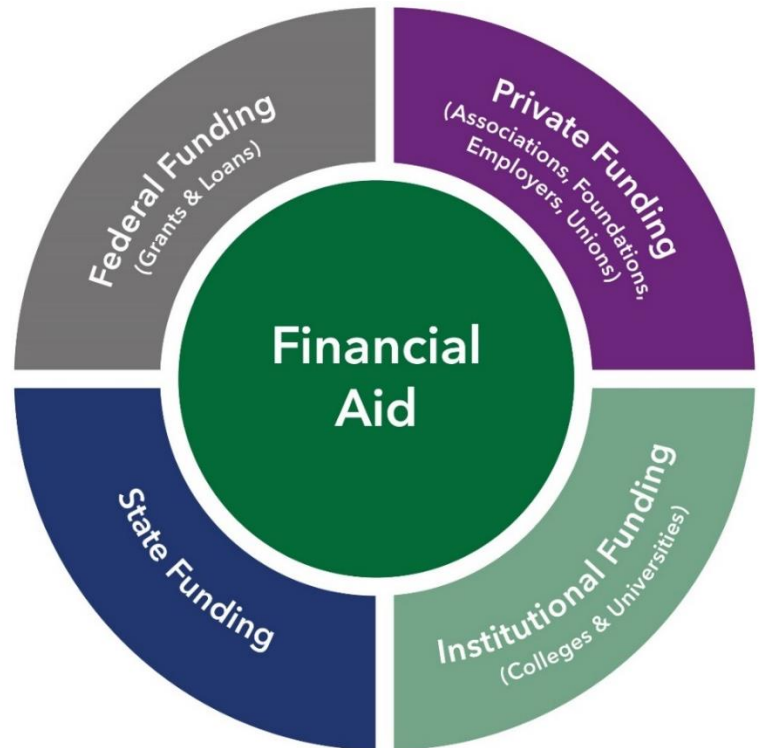 Federal Funding
(Grants & Loans)
Private Funding
(Associations, Foundations,
Employers, Unions)
Financial
Aid
State Funding
Institutional Funding
(Colleges & Universities)